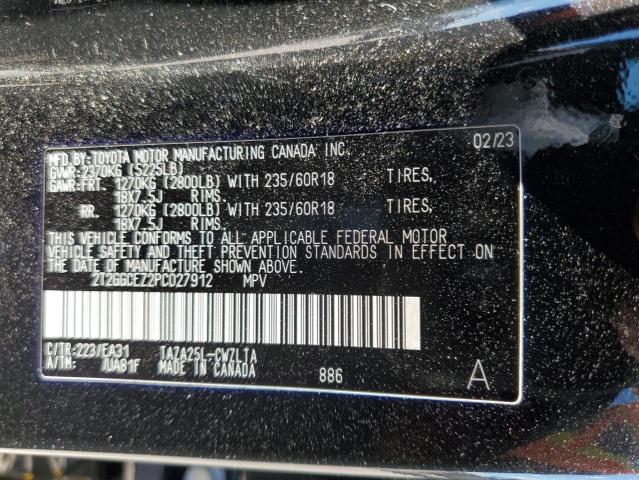 MFD.BY:TOYOTA MOTOR MANUFACTURING CANADA INC. 02/23
GVWR:2370KG (5225LB)
GAWR:FRT. 1270KG (2800LB) WITH 235/60R18 TIRES,
18X7.5J RIMS.
RR. 1270KG (2800LB) WITH 235/60R18 TIRES,
18X7.5J RIMS.
THIS VEHICLE CONFORMS TO ALL APPLICABLE FEDERAL MOTOR
VEHICLE SAFETY AND THEFT PREVENTION STANDARDS IN EFFECT ON
THE DATE OF MANUFACTURE SHOWN ABOVE.
2T2GGCEZ2PC027912 MPV
C/TR:223/EA31 TAZA25L-CWZLTA
A/TM: /UA81F MADE IN CANADA
886 A